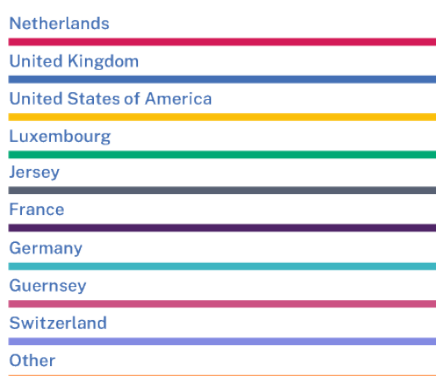 Netherlands
United Kingdom
United States of America
Luxembourg
Jersey
France
Germany
Guernsey
Switzerland
Other